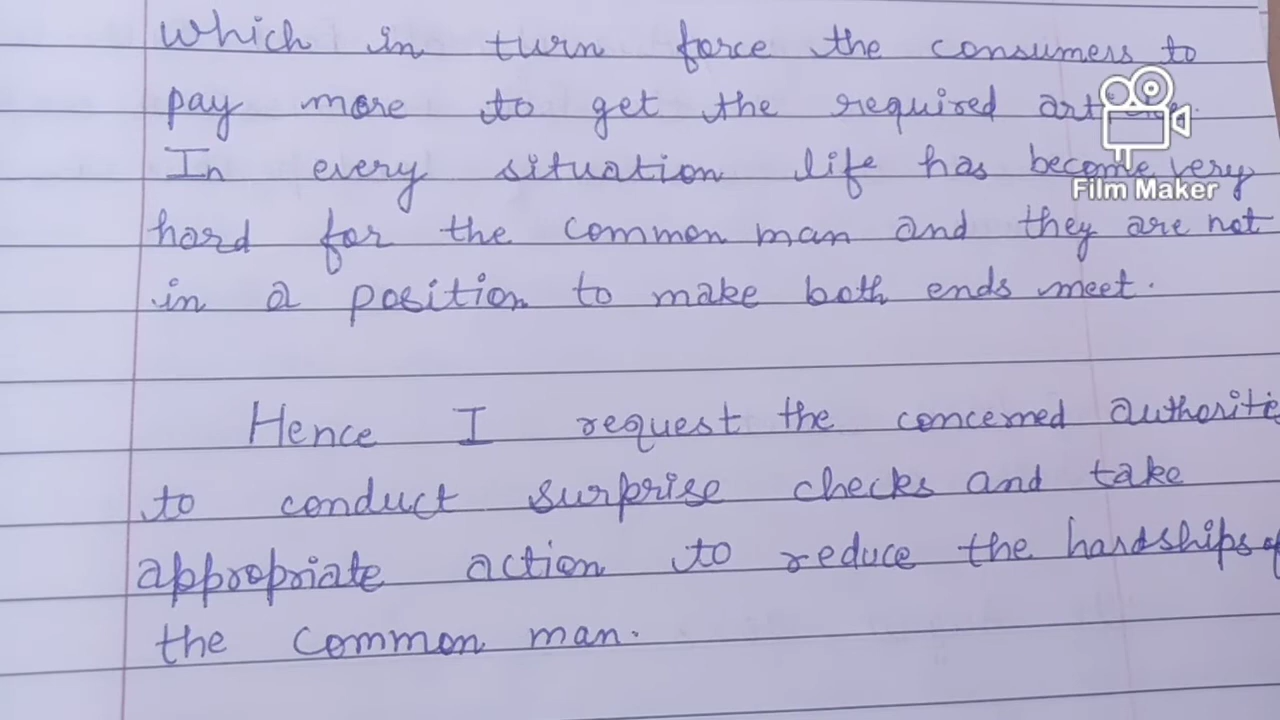 which in turn force the consumers to
pay more to get the required
In every situation life has become very
hard for the common man and they are not
in a position to make both ends meet.
Hence I request the concerned authoritie
to conduct surprise checks and take
appropriate action to reduce the hardships of
the common man.
Film Maker